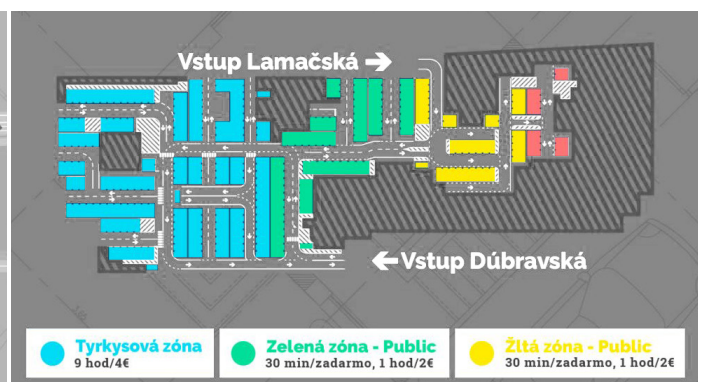 Vstup Lamačská →
← Vstup Dúbravská
Tyrkysová zóna
9 hod/4€
Zelená zóna - Public
30 min/zadarmo, 1 hod/2€
Žltá zóna - Public
30 min/zadarmo, 1 hod/2€